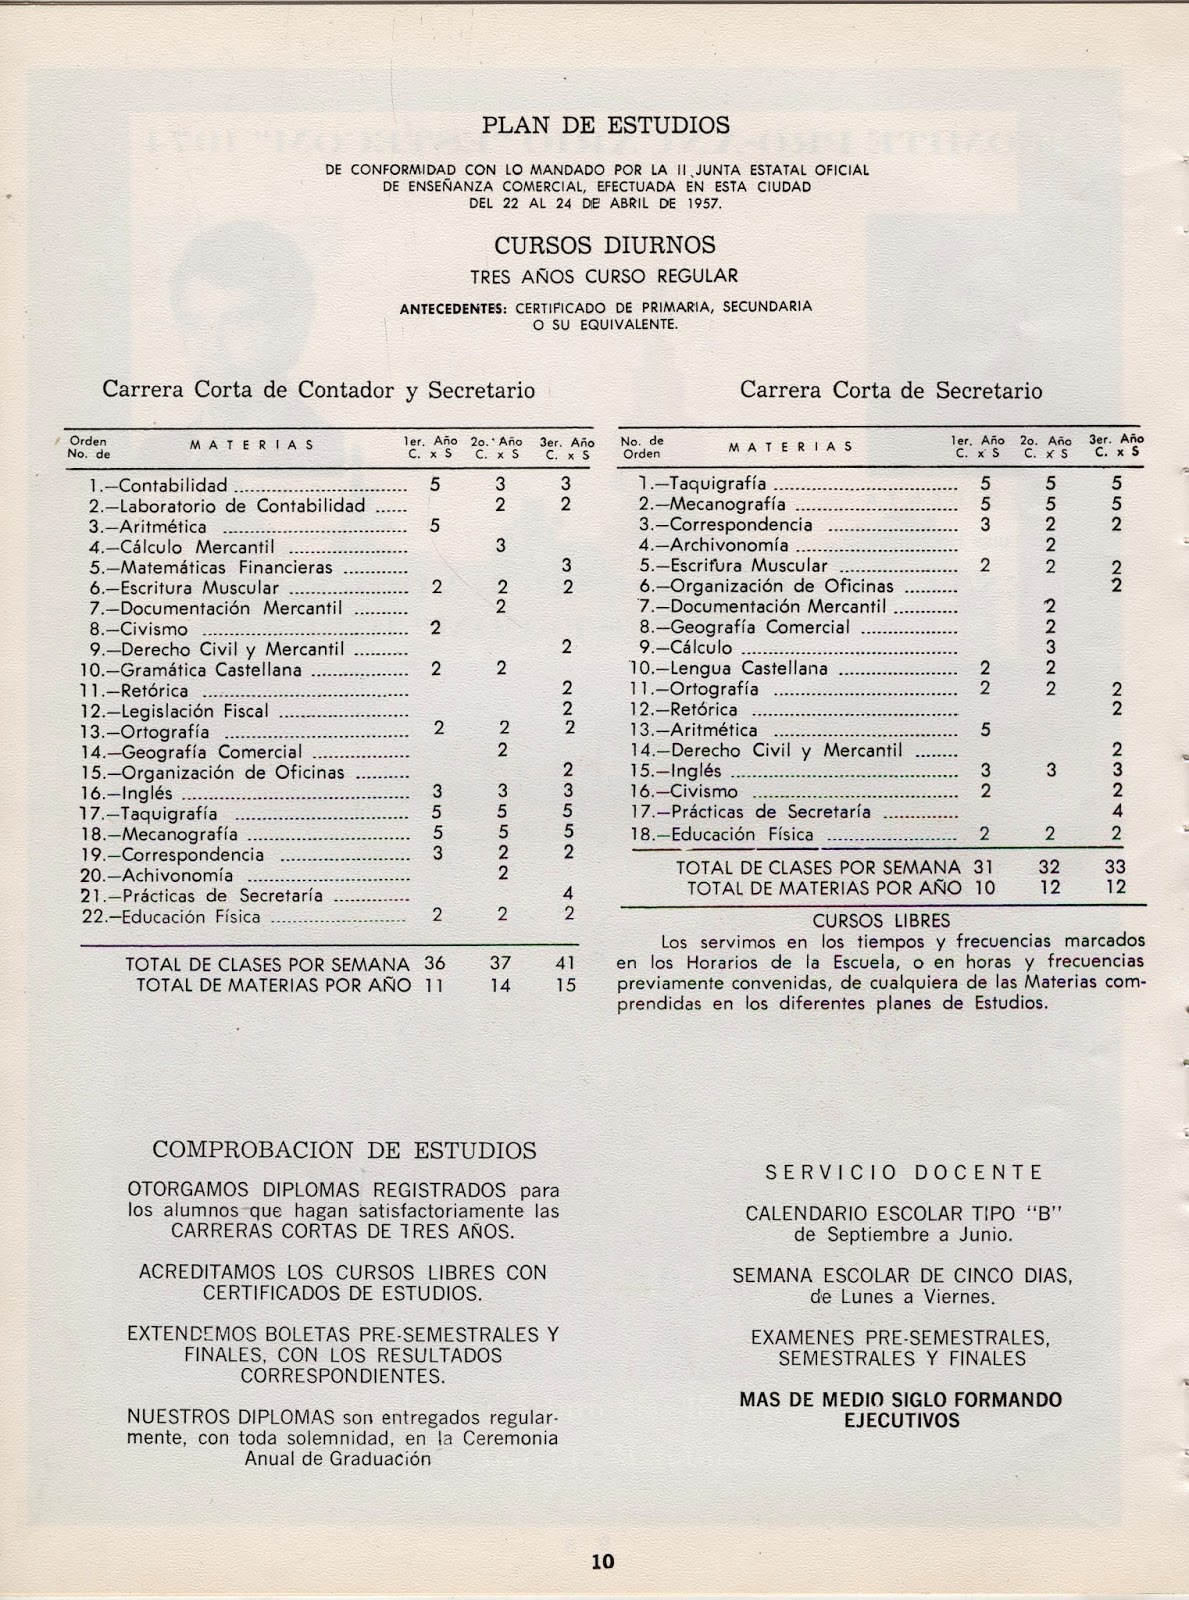 PLAN DE ESTUDIOS
DE CONFORMIDAD CON LO MANDADO POR LA II JUNTA ESTATAL OFICIAL
DE ENSEÑANZA COMERCIAL, EFECTUADA EN ESTA CIUDAD
DEL 22 AL 24 DE ABRIL DE 1957.
CURSOS DIURNOS
TRES AÑOS CURSO REGULAR
ANTECEDENTES: CERTIFICADO DE PRIMARIA, SECUNDARIA
O SU EQUIVALENTE.
Carrera Corta de Contador y Secretario
Orden MATERIAS 1er. Año 2o. Año 3er. Año
No. de C. x S C. x S C. x S
1.—Contabilidad 5 3 3
2.—Laboratorio de Contabilidad 2 2
3.—Aritmética 5
4.—Cálculo Mercantil 3
5.—Matemáticas Financieras 3
6.—Escritura Muscular 2 2 2
7.—Documentación Mercantil 2
8.—Civismo 2
9.—Derecho Civil y Mercantil 2
10.—Gramática Castellana 2 2
11.—Retórica 2
12.—Legislación Fiscal 2
13.—Ortografía 2 2 2
14.—Geografía Comercial 2
15.—Organización de Oficinas 2
16.—Inglés 3 3 3
17.—Taquigrafía 5 5 5
18.—Mecanografía 5 5 5
19.—Correspondencia 3 2 2
20.—Achivonomía 2
21.—Prácticas de Secretaría 4
22.—Educación Física 2 2 2
TOTAL DE CLASES POR SEMANA 36 37 41
TOTAL DE MATERIAS POR AÑO 11 14 15
Carrera Corta de Secretario
No. de MATERIAS 1er. Año 2o. Año 3er. Año
Orden C. x S C. x S C. x S
1.—Taquigrafía 5 5 5
2.—Mecanografía 5 5 5
3.—Correspondencia 3 2 2
4.—Archivonomía 2
5.—Escritura Muscular 2 2 2
6.—Organización de Oficinas 2
7.—Documentación Mercantil 2
8.—Geografía Comercial 2
9.—Cálculo 3
10.—Lengua Castellana 2 2
11.—Ortografía 2 2 2
12.—Retórica 2
13.—Aritmética 5
14.—Derecho Civil y Mercantil 2
15.—Inglés 3 3 3
16.—Civismo 2 2
17.—Prácticas de Secretaría 4
18.—Educación Física 2 2 2
TOTAL DE CLASES POR SEMANA 31 32 33
TOTAL DE MATERIAS POR AÑO 10 12 12
CURSOS LIBRES
Los servimos en los tiempos y frecuencias marcados
en los Horarios de la Escuela, o en horas y frecuencias
previamente convenidas, de cualquiera de las Materias com-
prendidas en los diferentes planes de Estudios.
COMPROBACION DE ESTUDIOS
OTORGAMOS DIPLOMAS REGISTRADOS para
los alumnos que hagan satisfactoriamente las
CARRERAS CORTAS DE TRES AÑOS.
ACREDITAMOS LOS CURSOS LIBRES CON
CERTIFICADOS DE ESTUDIOS.
EXTENDEMOS BOLETAS PRE-SEMESTRALES Y
FINALES, CON LOS RESULTADOS
CORRESPONDIENTES.
NUESTROS DIPLOMAS son entregados regular-
mente, con toda solemnidad, en la Ceremonia
Anual de Graduación
SERVICIO DOCENTE
CALENDARIO ESCOLAR TIPO "B"
de Septiembre a Junio.
SEMANA ESCOLAR DE CINCO DIAS,
de Lunes a Viernes.
EXAMENES PRE-SEMESTRALES,
SEMESTRALES Y FINALES
MAS DE MEDIO SIGLO FORMANDO
EJECUTIVOS
10